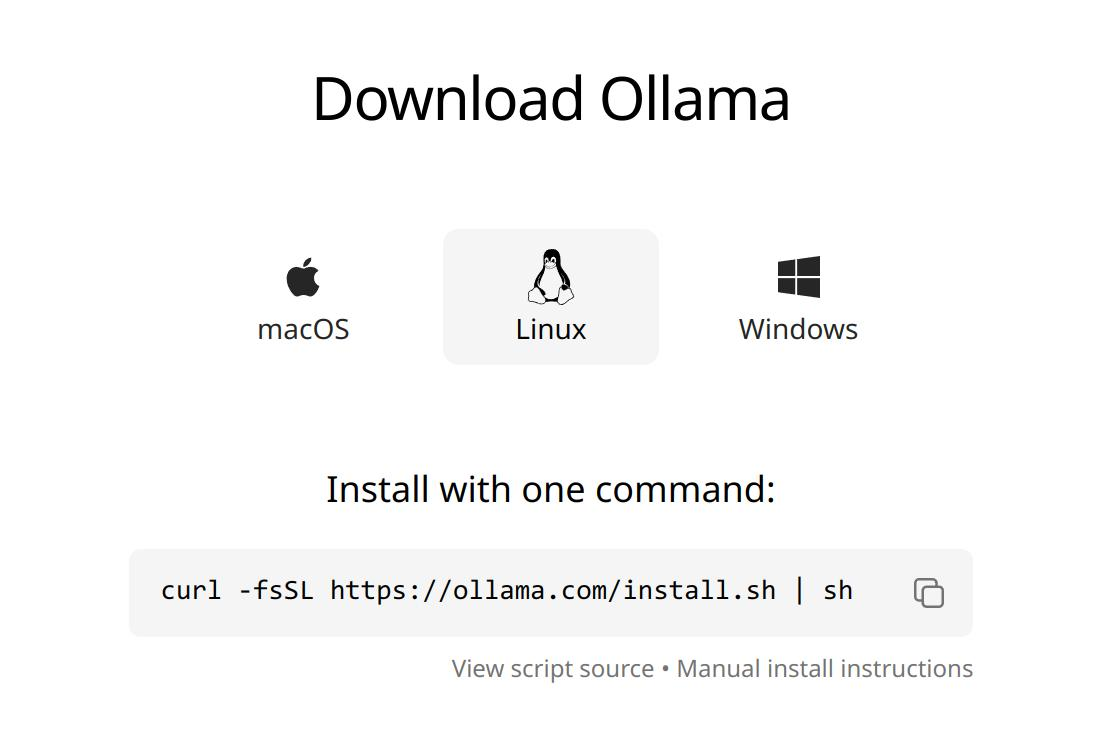 Download Ollama
macOS
Linux
Windows
Install with one command:
curl -fsSL https://ollama.com/install.sh | sh
View script source • Manual install instructions